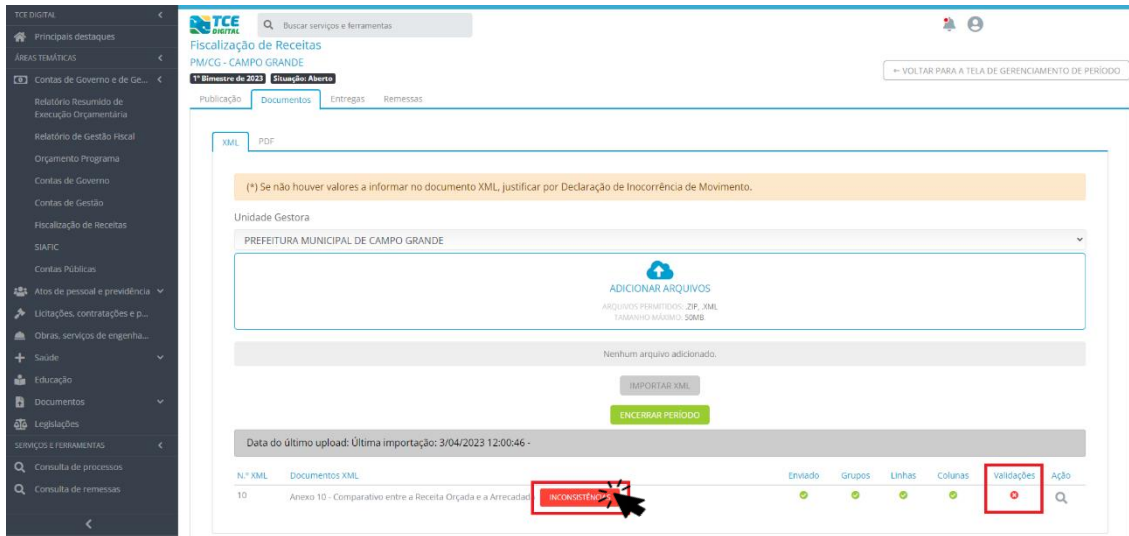 TCE DIGITAL
Principais destaques
ÁREAS TEMÁTICAS
Contas de Governo e de Ge...
Relatório Resumido de
Execução Orçamentária
Relatório de Gestão Fiscal
Orçamento Programa
Contas de Governo
Contas de Gestão
Fiscalização de Receitas
SIAFIC
Contas Públicas
Atos de pessoal e previdência
Licitações, contratações e p...
Obras, serviços de engenha...
Saúde
Educação
Documentos
Legislações
SERVIÇOS E FERRAMENTAS
Consulta de processos
Consulta de remessas
TCE
DIGITAL
Buscar serviços e ferramentas
Fiscalização de Receitas
PM/CG - CAMPO GRANDE
1º Bimestre de 2023 Situação: Aberto
← VOLTAR PARA A TELA DE GERENCIAMENTO DE PERÍODO
Publicação Documentos Entregas Remessas
XML PDF
(*) Se não houver valores a informar no documento XML, justificar por Declaração de Inocorrência de Movimento.
Unidade Gestora
PREFEITURA MUNICIPAL DE CAMPO GRANDE
ADICIONAR ARQUIVOS
ARQUIVOS PERMITIDOS: .ZIP, .XML
TAMANHO MÁXIMO: 50MB
Nenhum arquivo adicionado.
IMPORTAR XML
ENCERRAR PERÍODO
Data do último upload: Última importação: 3/04/2023 12:00:46 -
N.º XML Documentos XML Enviado Grupos Linhas Colunas Validações Ação
10 Anexo 10 - Comparativo entre a Receita Orçada e a Arrecadada INCONSISTÊNCIAS